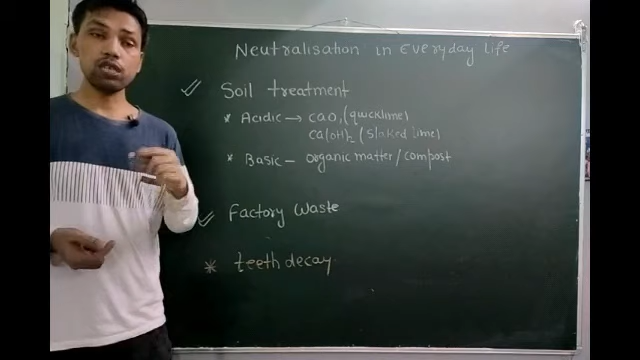 Neutralisation in Everyday Life
Soil treatment
* Acidic → CaO, (quicklime)
Ca(OH)₂ (Slaked lime)
* Basic – organic matter/compost
Factory Waste
* teeth decay